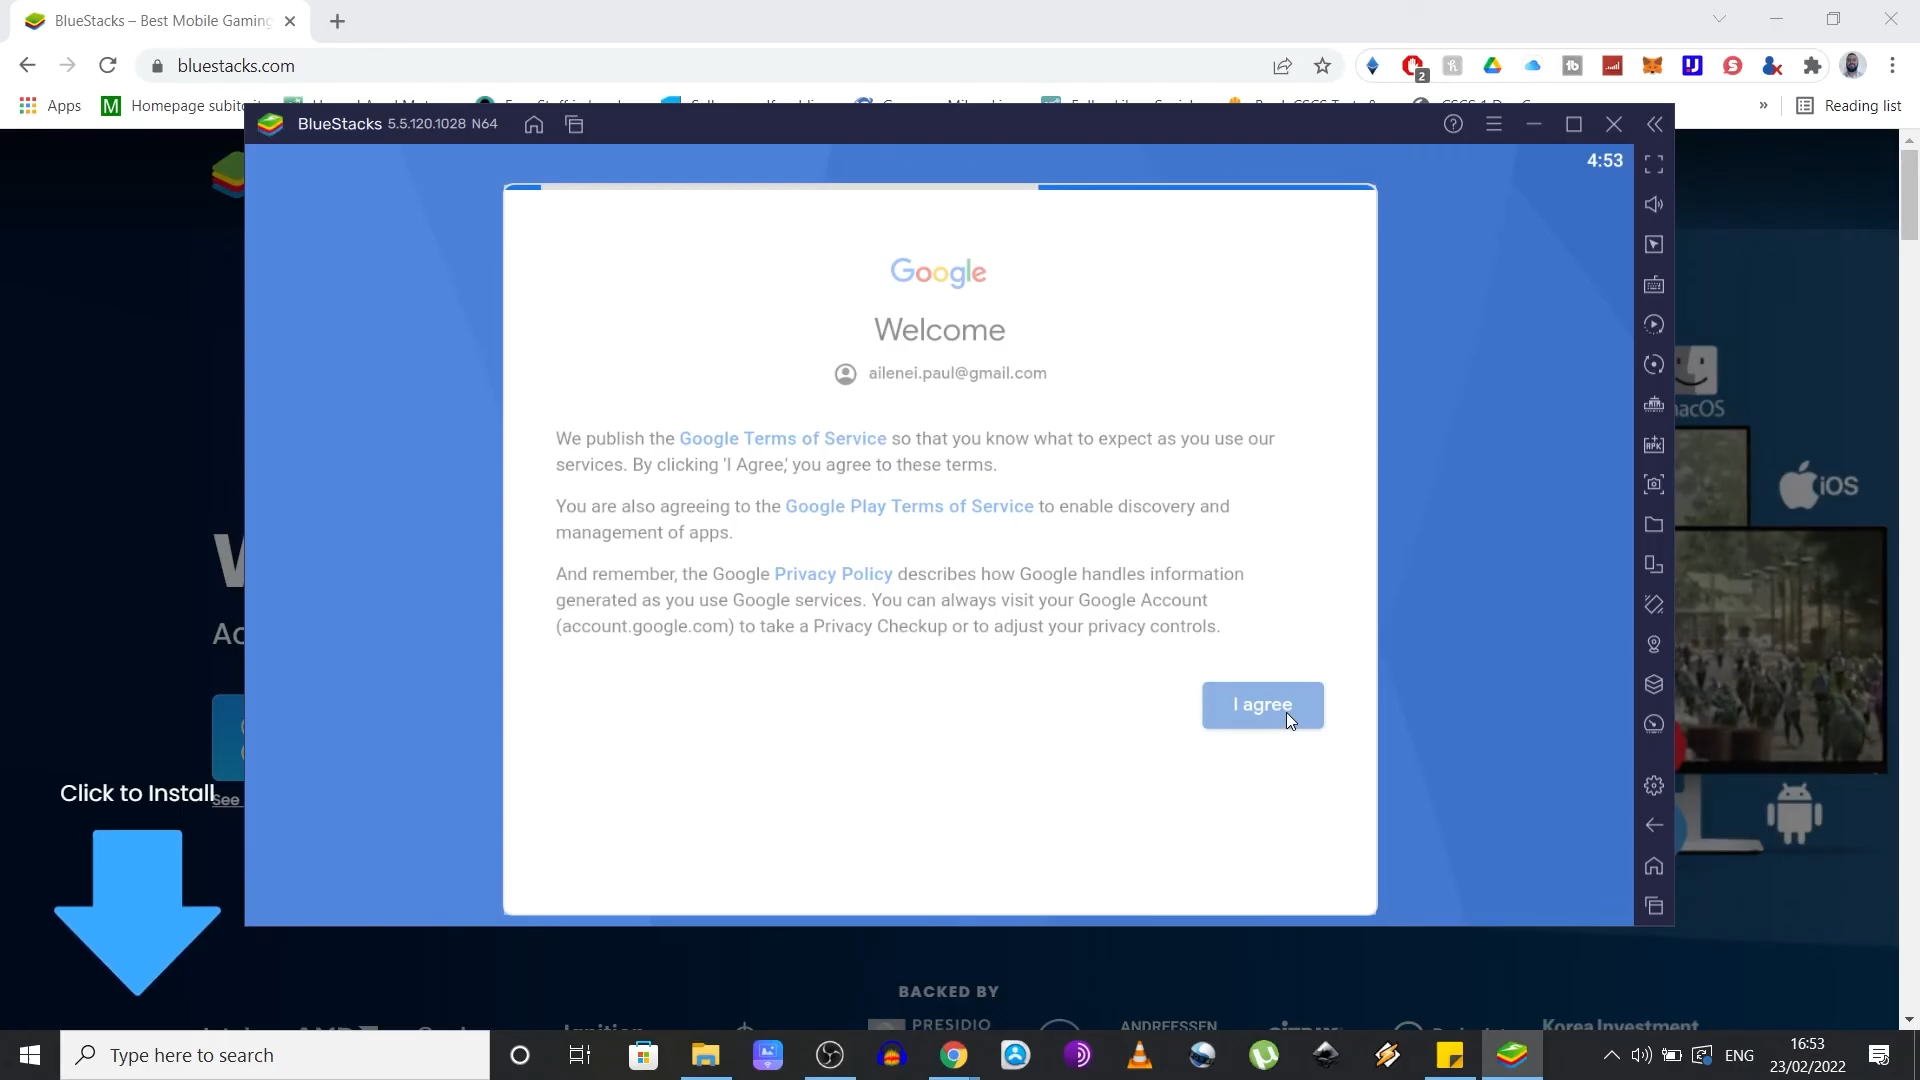 BlueStacks – Best Mobile Gaming
bluestacks.com
2
Apps
Homepage
Reading list
BlueStacks 5.5.120.1028 N64
4:53
Google
Welcome
ailenei.paul@gmail.com
We publish the Google Terms of Service so that you know what to expect as you use our
services. By clicking 'I Agree,' you agree to these terms.
You are also agreeing to the Google Play Terms of Service to enable discovery and
management of apps.
And remember, the Google Privacy Policy describes how Google handles information
generated as you use Google services. You can always visit your Google Account
(account.google.com) to take a Privacy Checkup or to adjust your privacy controls.
I agree
macOS
iOS
Click to Install
See
BACKED BY
PRESIDIO
ANDREESSEN
Korea Investment
Type here to search
ENG
16:53
23/02/2022